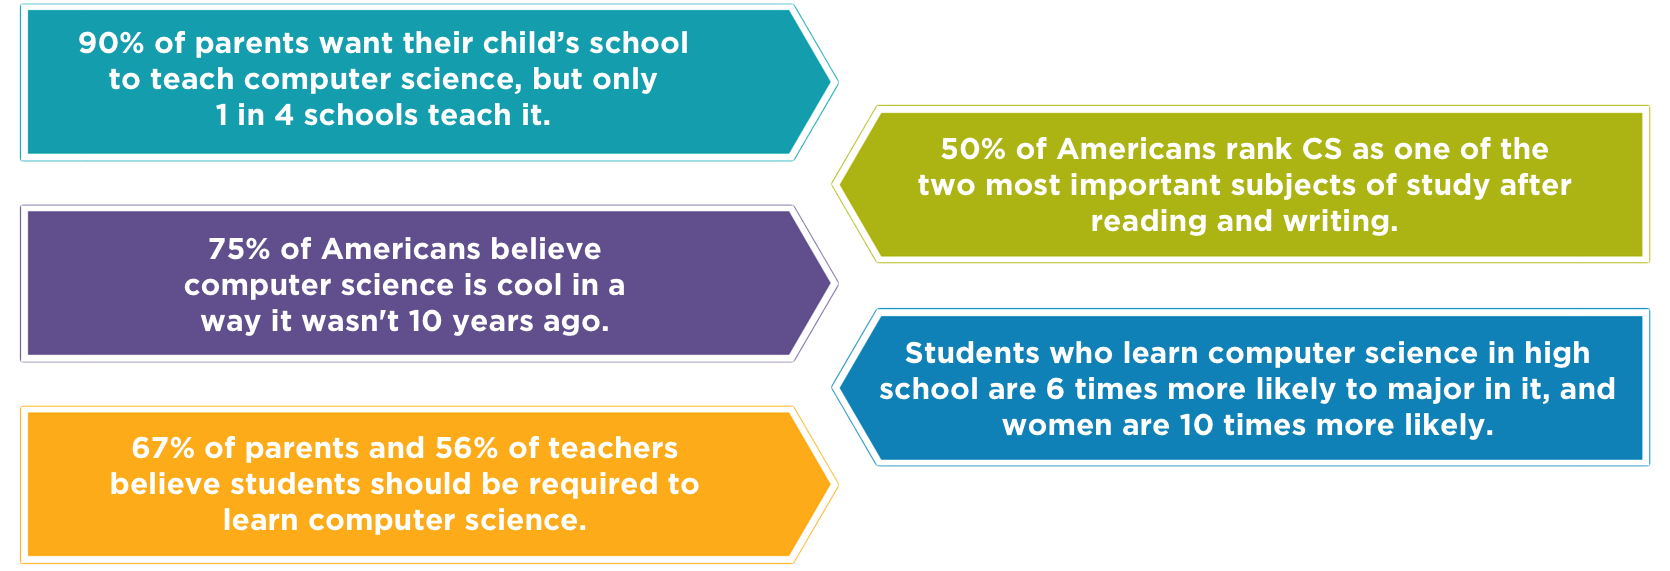 90% of parents want their child’s school
to teach computer science, but only
1 in 4 schools teach it.
50% of Americans rank CS as one of the
two most important subjects of study after
reading and writing.
75% of Americans believe
computer science is cool in a
way it wasn't 10 years ago.
Students who learn computer science in high
school are 6 times more likely to major in it, and
women are 10 times more likely.
67% of parents and 56% of teachers
believe students should be required to
learn computer science.